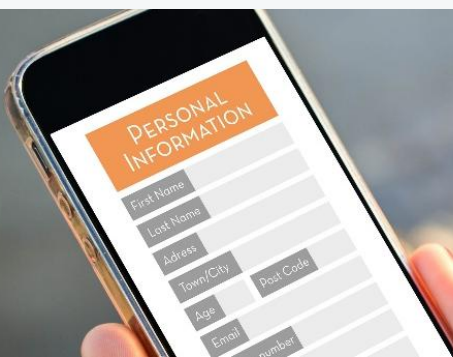 PERSONAL
INFORMATION
First Name
Last Name
Adress
Town/City Post Code
Age
Email
number